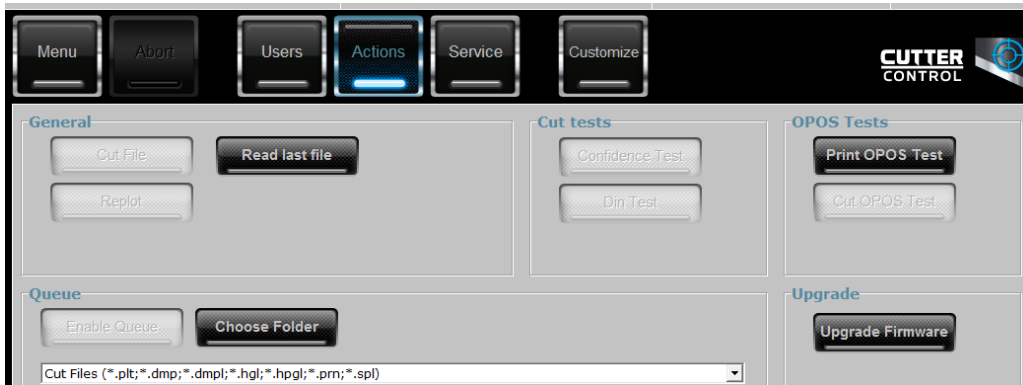 Menu
Abort
Users
Actions
Service
Customize
CUTTER
CONTROL
General
Cut File
Read last file
Replot
Cut tests
Confidence Test
Din Test
OPOS Tests
Print OPOS Test
Cut OPOS Test
Queue
Enable Queue
Choose Folder
Cut Files (*.plt;*.dmp;*.dmpl;*.hgl;*.hpgl;*.prn;*.spl)
Upgrade
Upgrade Firmware